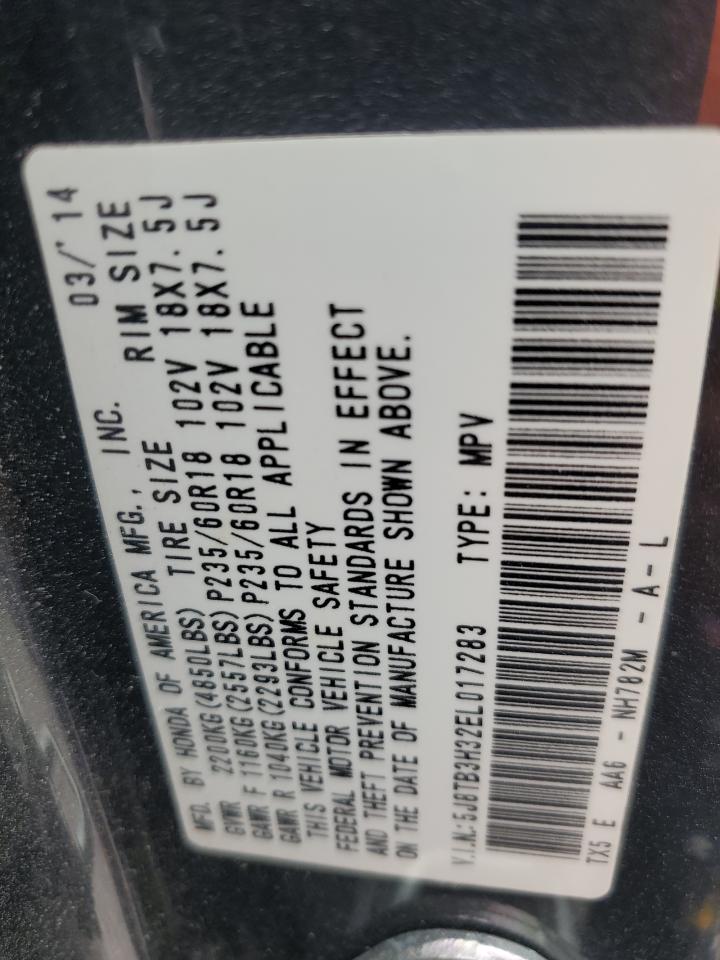 MFD. BY HONDA OF AMERICA MFG., INC. 03/'14
GVWR 2200KG(4850LBS) TIRE SIZE RIM SIZE
GAWR F 1160KG(2557LBS) P235/60R18 102V 18X7.5J
GAWR R 1040KG(2293LBS) P235/60R18 102V 18X7.5J
THIS VEHICLE CONFORMS TO ALL APPLICABLE
FEDERAL MOTOR VEHICLE SAFETY
AND THEFT PREVENTION STANDARDS IN EFFECT
ON THE DATE OF MANUFACTURE SHOWN ABOVE.
V.I.N.:5J8TB3H32EL017283 TYPE: MPV
TX5 E AA6 - NH782M - A - L